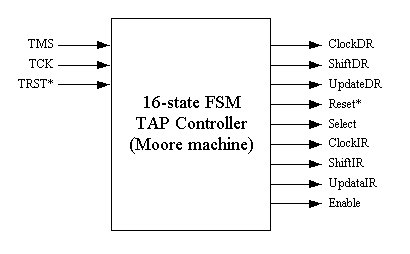 TMS
TCK
TRST*
16-state FSM
TAP Controller
(Moore machine)
ClockDR
ShiftDR
UpdateDR
Reset*
Select
ClockIR
ShiftIR
UpdataIR
Enable